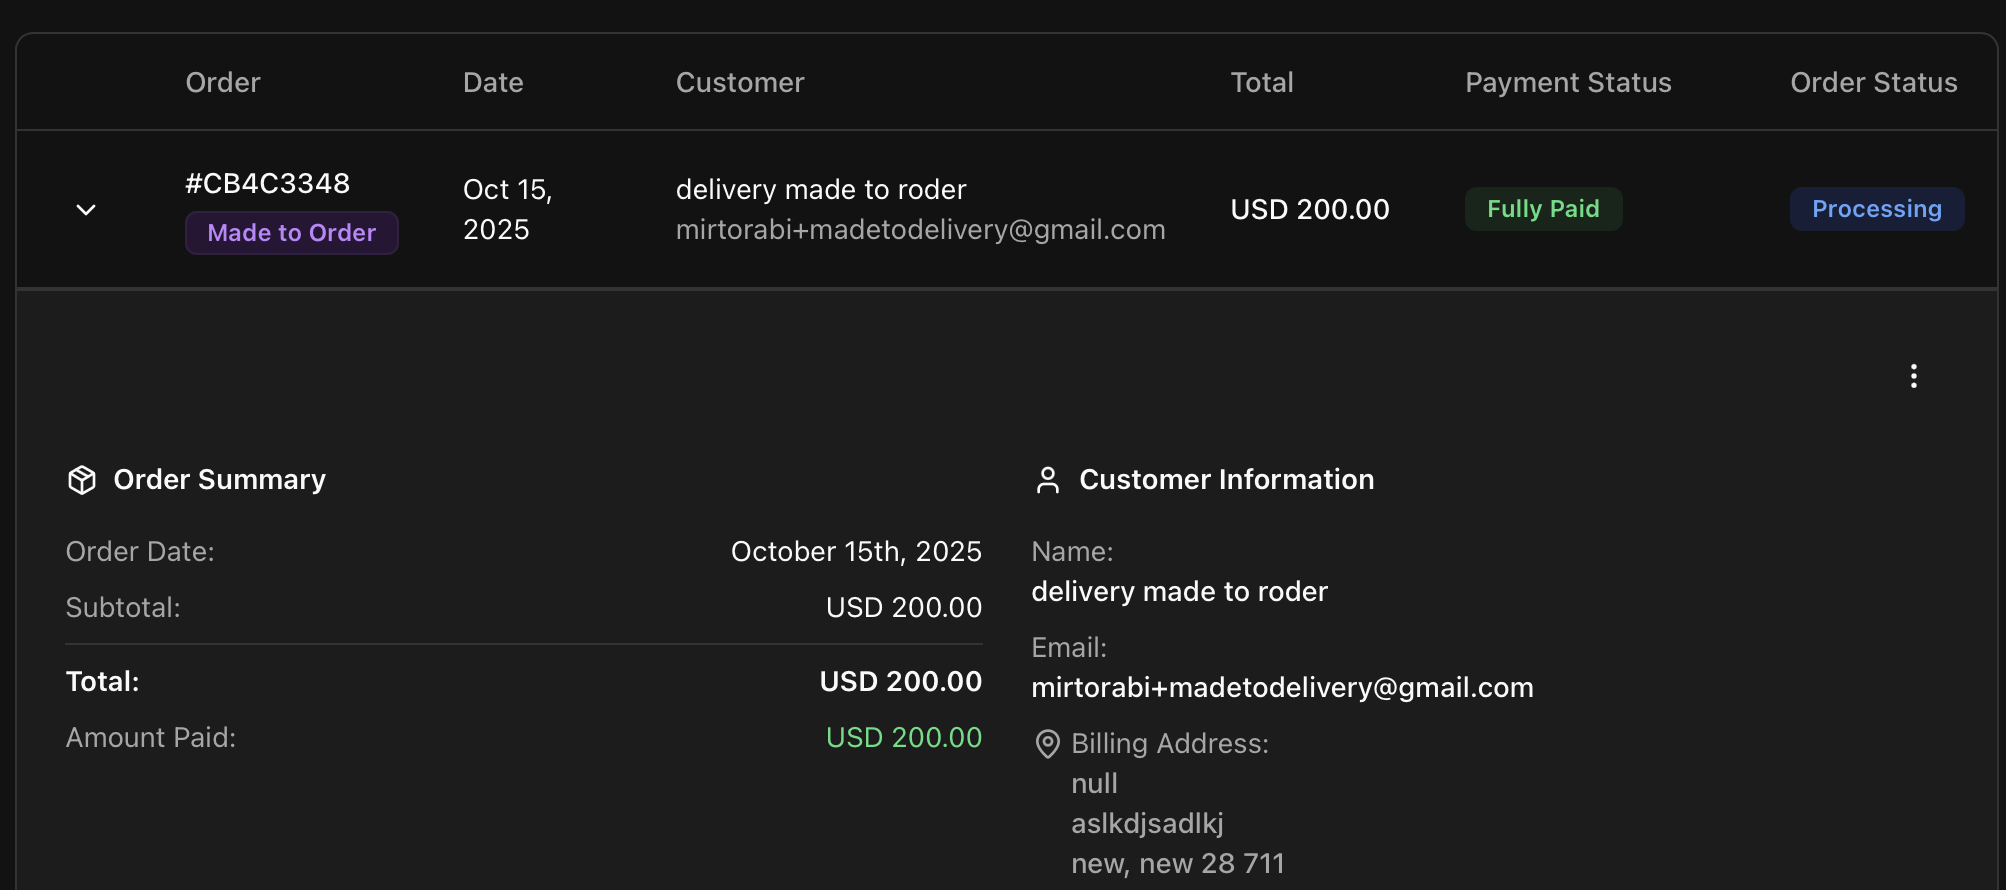 Order Date Customer Total Payment Status Order Status
#CB4C3348
Made to Order
Oct 15,
2025
delivery made to roder
mirtorabi+madetodelivery@gmail.com
USD 200.00
Fully Paid
Processing
Order Summary
Order Date: October 15th, 2025
Subtotal: USD 200.00
Total: USD 200.00
Amount Paid: USD 200.00
Customer Information
Name:
delivery made to roder
Email:
mirtorabi+madetodelivery@gmail.com
Billing Address:
null
aslkdjsadlkj
new, new 28 711